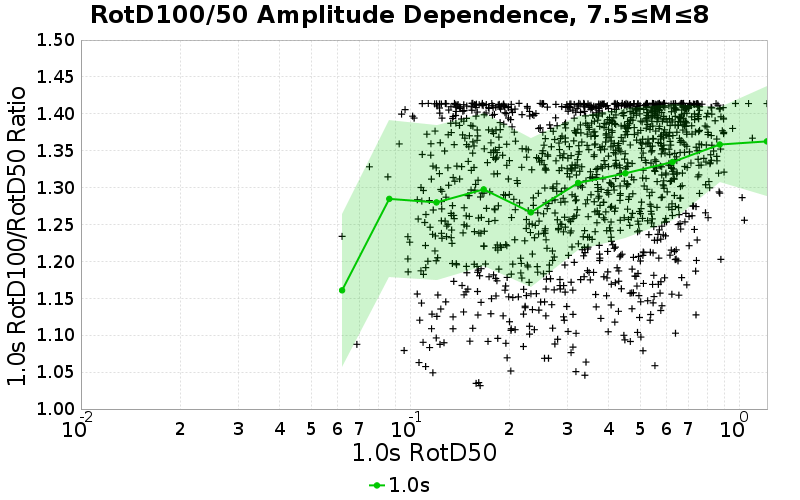 RotD100/50 Amplitude Dependence, 7.5≤M≤8
1.0s RotD100/RotD50 Ratio
1.50
1.45
1.40
1.35
1.30
1.25
1.20
1.15
1.10
1.05
1.00
10-2 2 3 4 5 6 7 10-1 2 3 4 5 6 7 100
1.0s RotD50
1.0s